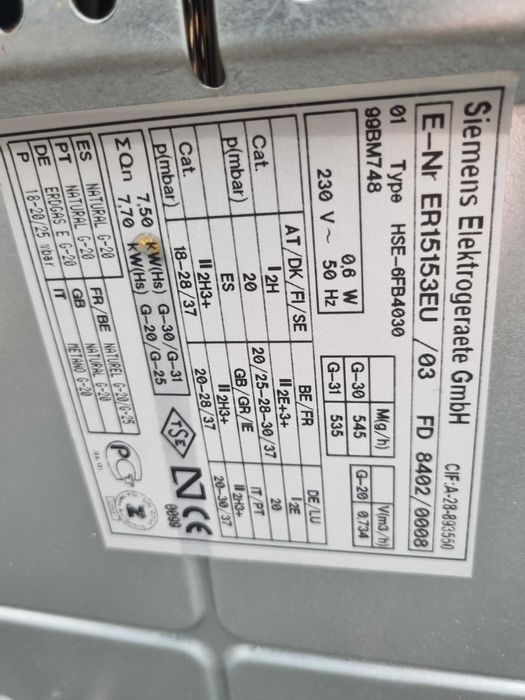 Siemens Elektrogeraete GmbH CIF:A-28-893550
E-Nr ER15153EU /03 FD 8402/0008
01 Type HSE-6FB4030
99BM748
0,6 W
230 V~ 50 Hz
M(g/h)
G-30 545
G-31 535
V(m3/h)
G-20 0,734
AT/DK/FI/SE BE/FR DE/LU
Cat. I 2H II 2E+3+ I 2E
p(mbar) 20 20/25-28-30/37 20
ES GB/GR/IE IT/PT
Cat. II 2H3+ II 2H3+ II 2H3+
p(mbar) 18-28/37 20-28/37 20-30/37
ΣQn 7,50 KW(Hs) G-30/G-31
7,70 KW(Hs) G-20/G-25
TSE
CE
0099
ES NATURAL G-20 FR/BE NATUREL G-20/G-25
PT NATURAL G-20 GB NATURAL G-20
DE ERDGAS E G-20 IT METANO G-20
P 18-20/25 mbar